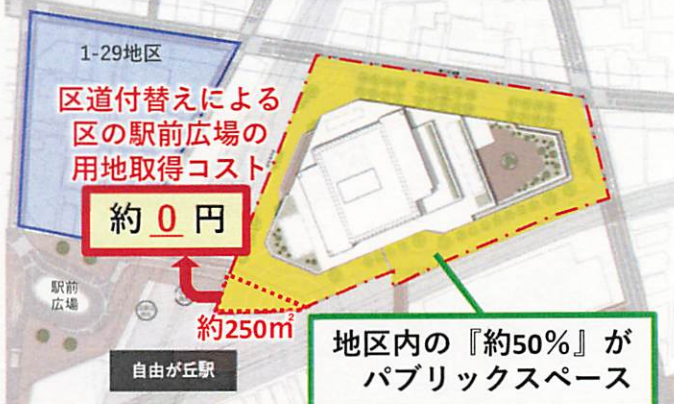 1-29地区
区道付替えによる
区の駅前広場の
用地取得コスト
約 0 円
駅前
広場
約250㎡
自由が丘駅
地区内の『約50%』が
パブリックスペース